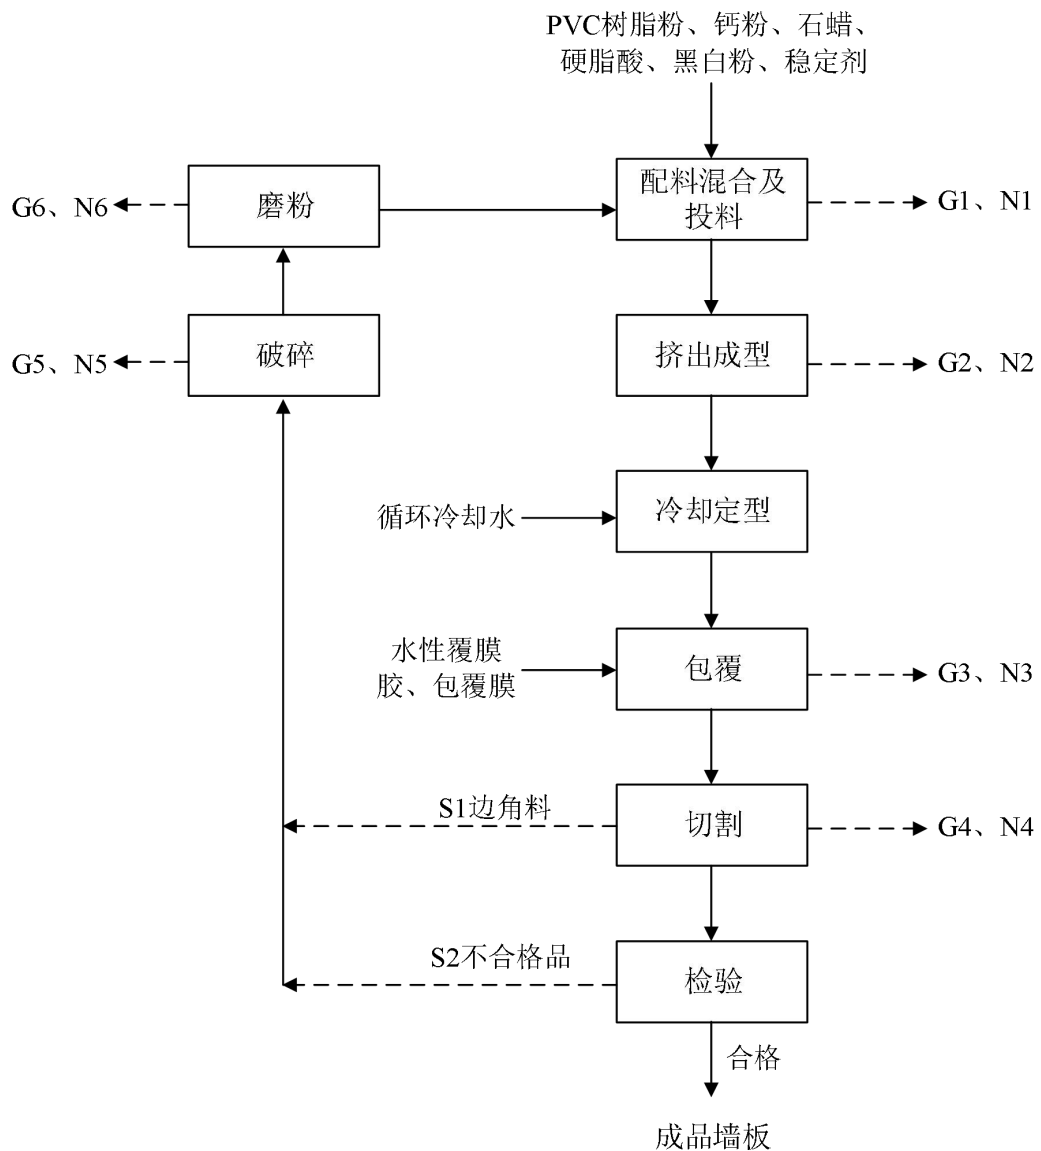 PVC树脂粉、钙粉、石蜡、
硬脂酸、黑白粉、稳定剂
G6、N6
磨粉
配料混合及
投料
G1、N1
G5、N5
破碎
挤出成型
G2、N2
循环冷却水
冷却定型
水性覆膜
胶、包覆膜
包覆
G3、N3
S1边角料
切割
G4、N4
S2不合格品
检验
合格
成品墙板